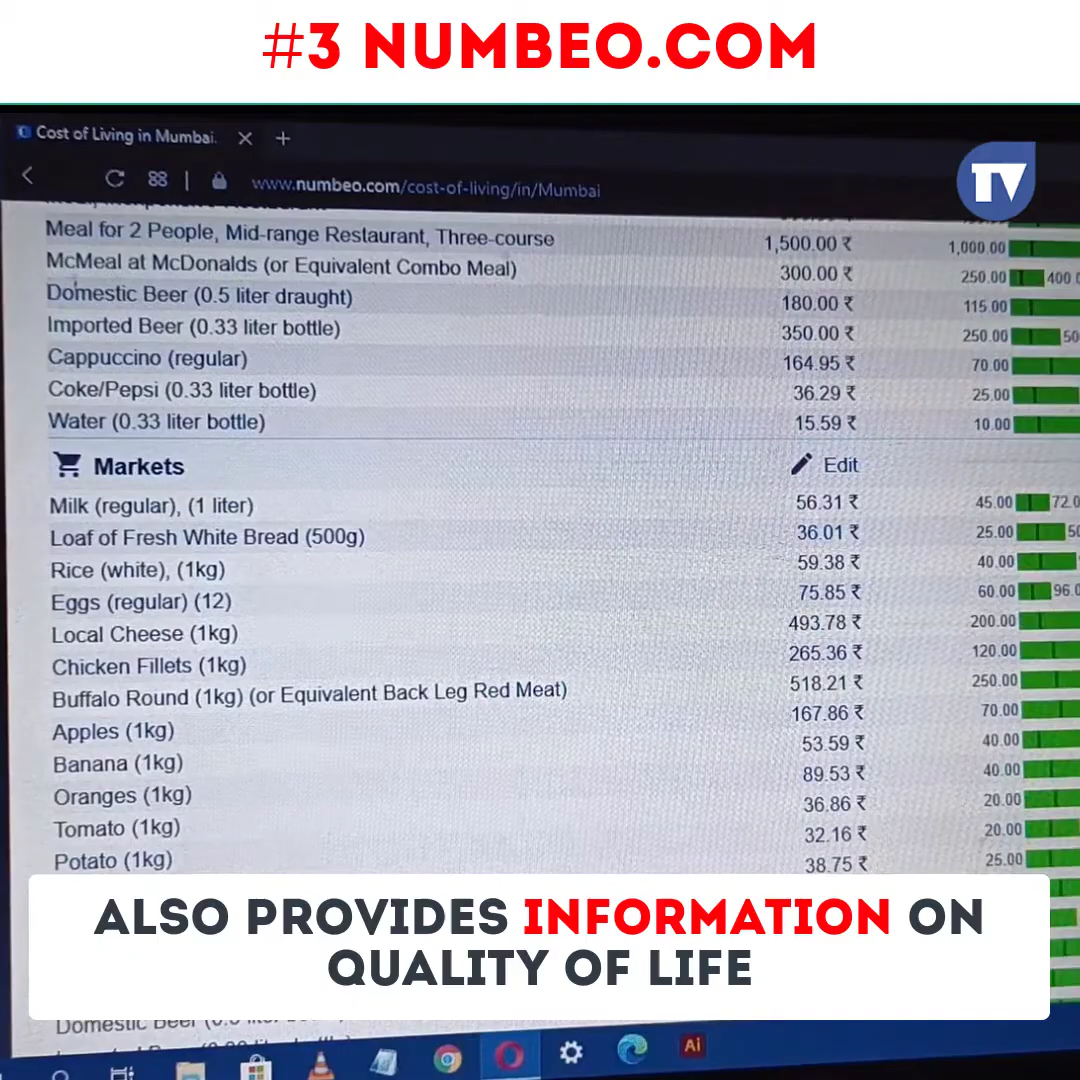 #3 NUMBEO.COM
Cost of Living in Mumbai.
www.numbeo.com/cost-of-living/in/Mumbai
TV
Meal for 2 People, Mid-range Restaurant, Three-course 1,500.00 ₹ 1,000.00
McMeal at McDonalds (or Equivalent Combo Meal) 300.00 ₹ 250.00 400.0
Domestic Beer (0.5 liter draught) 180.00 ₹ 115.00
Imported Beer (0.33 liter bottle) 350.00 ₹ 250.00 50
Cappuccino (regular) 164.95 ₹ 70.00
Coke/Pepsi (0.33 liter bottle) 36.29 ₹ 25.00
Water (0.33 liter bottle) 15.59 ₹ 10.00
Markets Edit
Milk (regular), (1 liter) 56.31 ₹ 45.00 72.0
Loaf of Fresh White Bread (500g) 36.01 ₹ 25.00 50
Rice (white), (1kg) 59.38 ₹ 40.00
Eggs (regular) (12) 75.85 ₹ 60.00 96.0
Local Cheese (1kg) 493.78 ₹ 200.00
Chicken Fillets (1kg) 265.36 ₹ 120.00
Buffalo Round (1kg) (or Equivalent Back Leg Red Meat) 518.21 ₹ 250.00
Apples (1kg) 167.86 ₹ 70.00
Banana (1kg) 53.59 ₹ 40.00
Oranges (1kg) 89.53 ₹ 40.00
Tomato (1kg) 36.86 ₹ 20.00
Potato (1kg) 32.16 ₹ 20.00
38.75 ₹ 25.00
ALSO PROVIDES INFORMATION ON
QUALITY OF LIFE
Domestic Beer
Ai